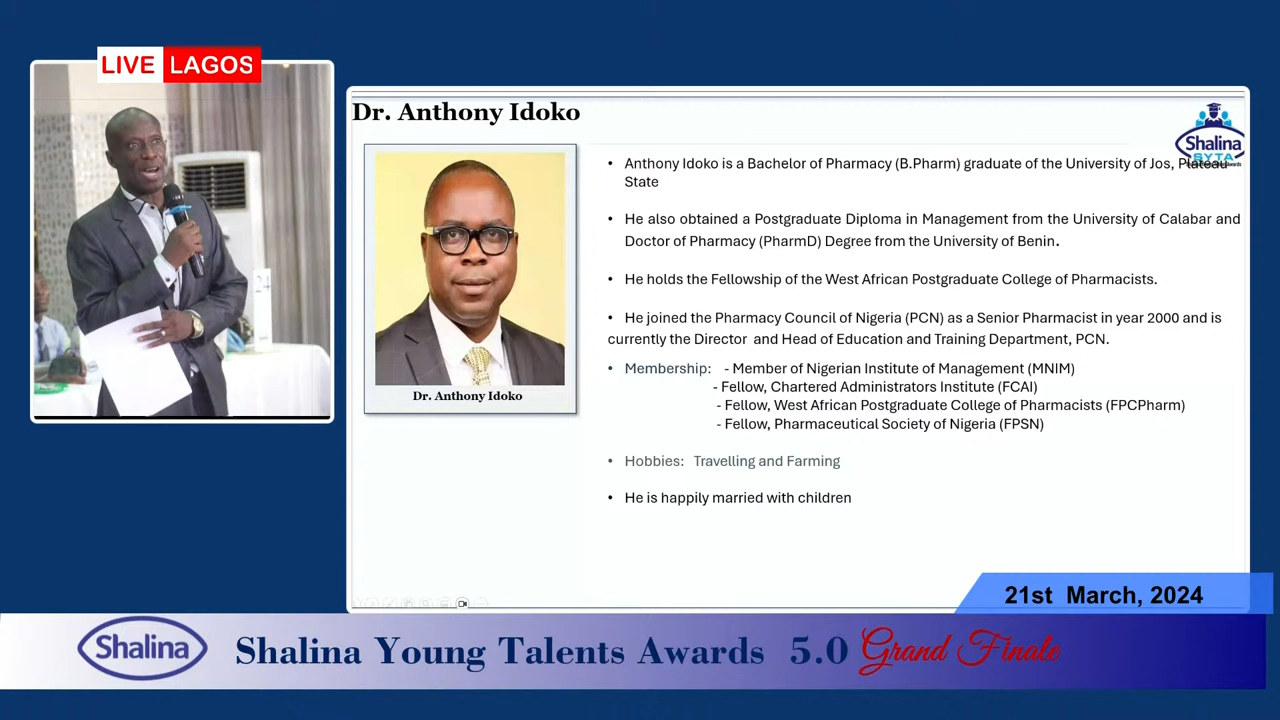 LIVE LAGOS
Dr. Anthony Idoko
Shalina
SYTA
• Anthony Idoko is a Bachelor of Pharmacy (B.Pharm) graduate of the University of Jos, Plateau
State
• He also obtained a Postgraduate Diploma in Management from the University of Calabar and
Doctor of Pharmacy (PharmD) Degree from the University of Benin.
• He holds the Fellowship of the West African Postgraduate College of Pharmacists.
• He joined the Pharmacy Council of Nigeria (PCN) as a Senior Pharmacist in year 2000 and is
currently the Director and Head of Education and Training Department, PCN.
• Membership: - Member of Nigerian Institute of Management (MNIM)
- Fellow, Chartered Administrators Institute (FCAI)
- Fellow, West African Postgraduate College of Pharmacists (FPCPharm)
- Fellow, Pharmaceutical Society of Nigeria (FPSN)
• Hobbies: Travelling and Farming
• He is happily married with children
Dr. Anthony Idoko
21st March, 2024
Shalina
Shalina Young Talents Awards 5.0 Grand Finale